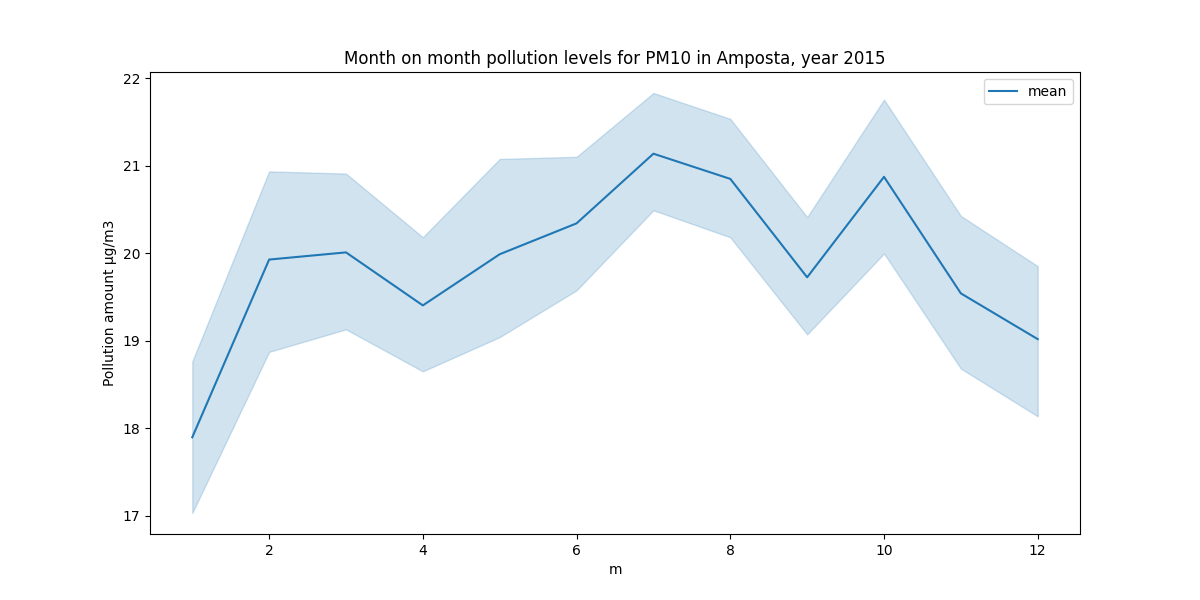 Month on month pollution levels for PM10 in Amposta, year 2015
mean
Pollution amount µg/m3
22
21
20
19
18
17
2 4 6 8 10 12
m